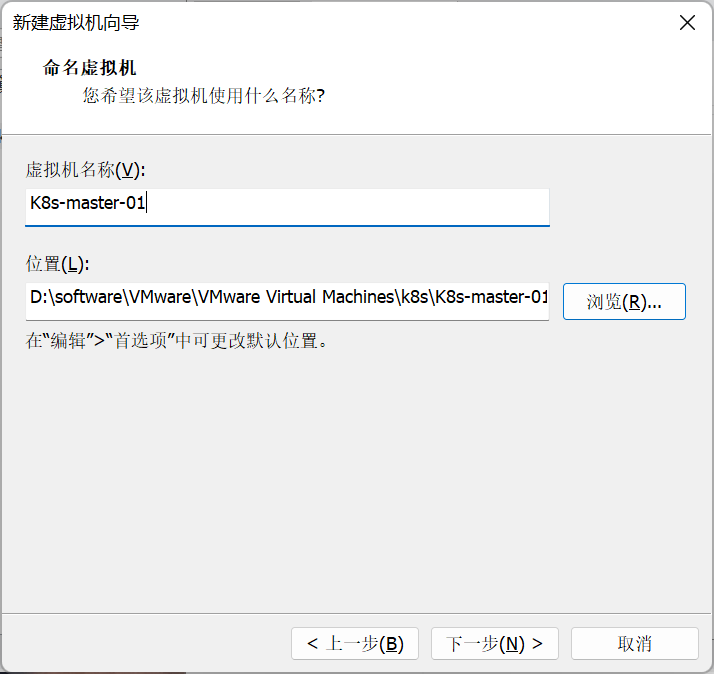 新建虚拟机向导
命名虚拟机
您希望该虚拟机使用什么名称?
虚拟机名称(V):
K8s-master-01
位置(L):
D:\software\VMware\VMware Virtual Machines\k8s\K8s-master-01
浏览(R)...
在“编辑”>“首选项”中可更改默认位置。
< 上一步(B)
下一步(N) >
取消